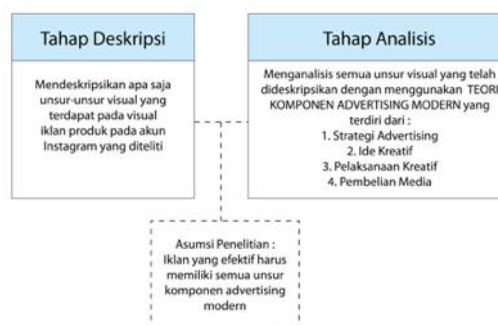 Tahap Deskripsi
Mendeskripsikan apa saja
unsur-unsur visual yang
terdapat pada visual
iklan produk pada akun
Instagram yang diteliti
Tahap Analisis
Menganalisis semua unsur visual yang telah
dideskripsikan dengan menggunakan TEORI
KOMPONEN ADVERTISING MODERN yang
terdiri dari :
1. Strategi Advertising
2. Ide Kreatif
3. Pelaksanaan Kreatif
4. Pembelian Media
Asumsi Penelitian :
Iklan yang efektif harus
memiliki semua unsur
komponen advertising
modern